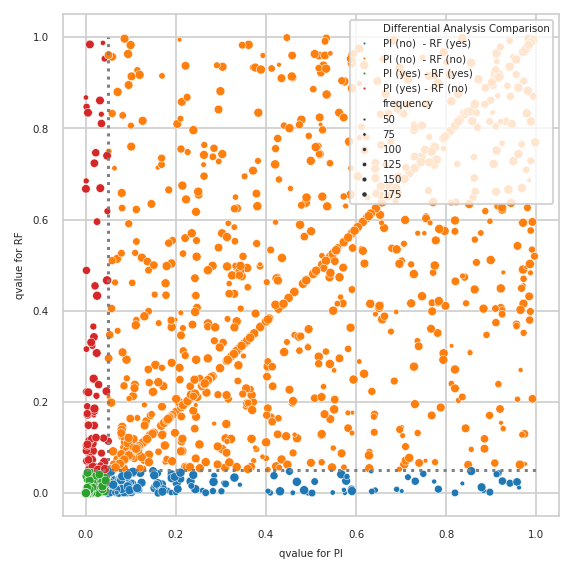 1.0
0.8
0.6
0.4
0.2
0.0
qvalue for RF
Differential Analysis Comparison
PI (no)  - RF (yes)
PI (no)  - RF (no)
PI (yes) - RF (yes)
PI (yes) - RF (no)
frequency
50
75
100
125
150
175
0.0 0.2 0.4 0.6 0.8 1.0
qvalue for PI